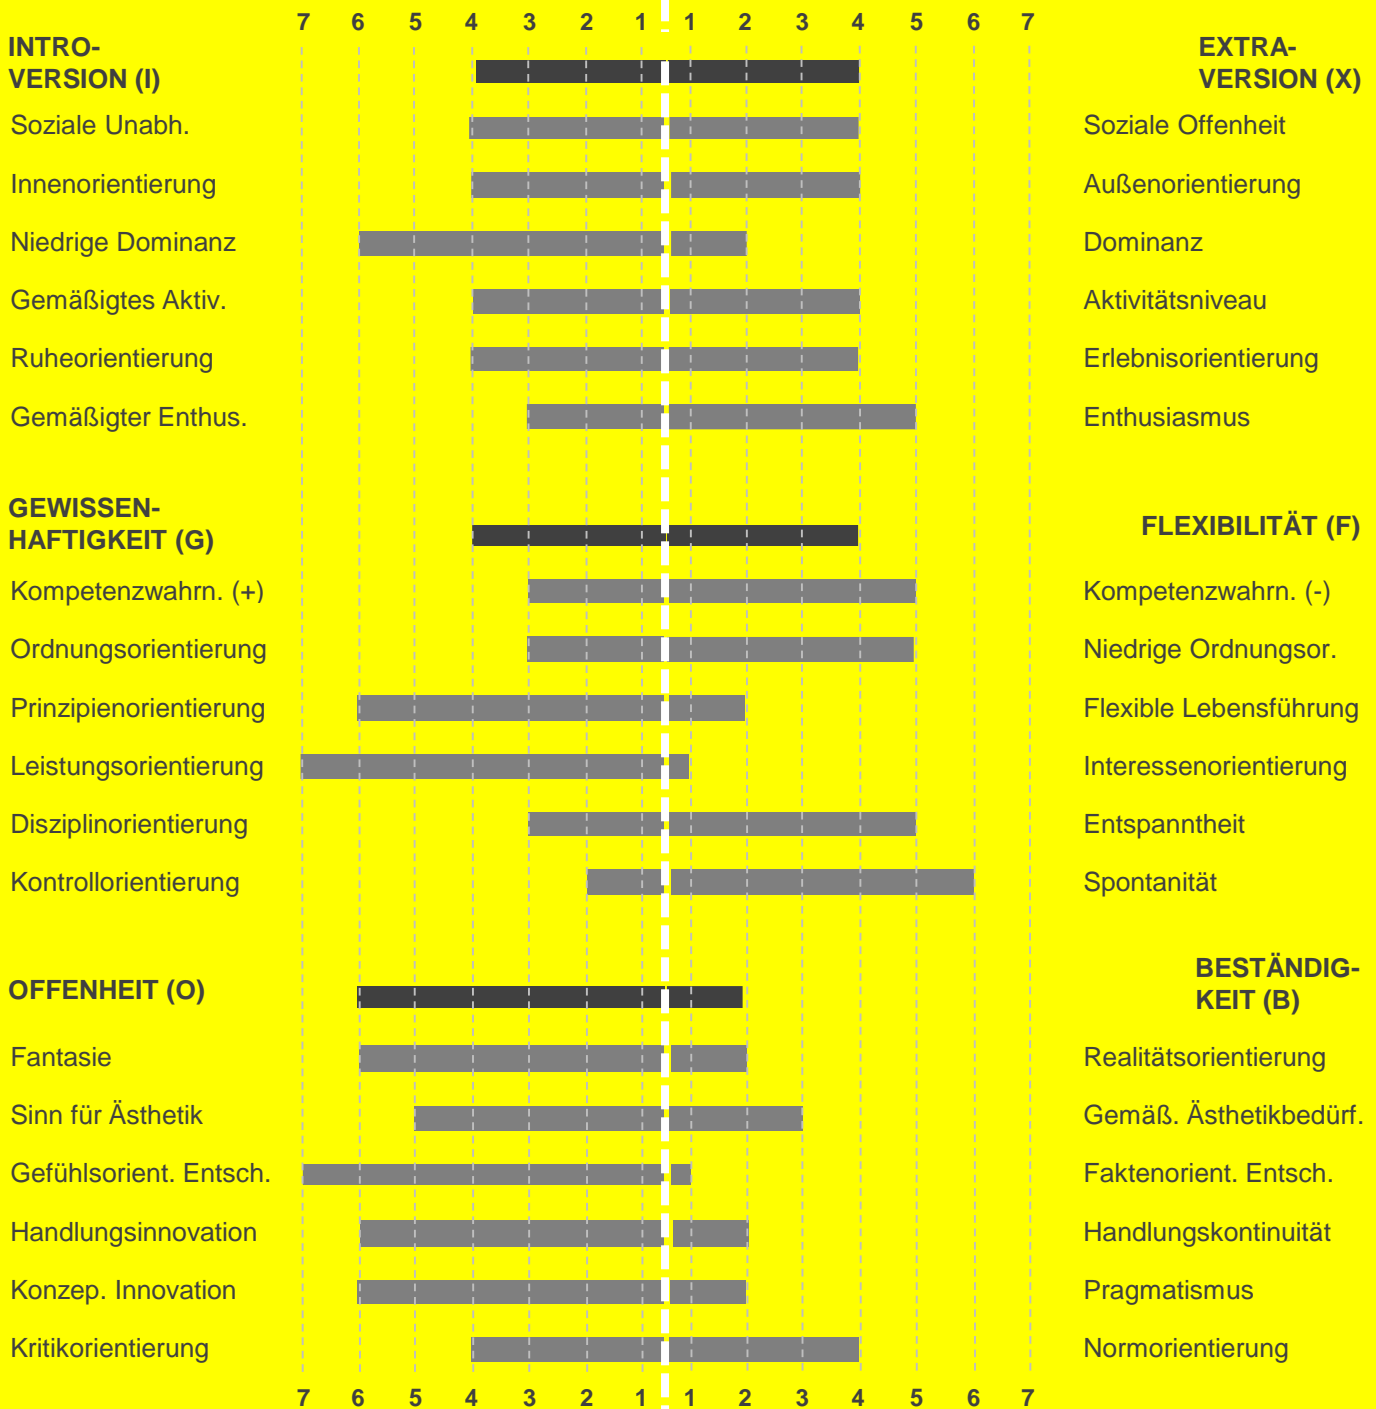 7 6 5 4 3 2 1 1 2 3 4 5 6 7
INTRO-
VERSION (I)
EXTRA-
VERSION (X)
Soziale Unabh.
Soziale Offenheit
Innenorientierung
Außenorientierung
Niedrige Dominanz
Dominanz
Gemäßigtes Aktiv.
Aktivitätsniveau
Ruheorientierung
Erlebnisorientierung
Gemäßigter Enthus.
Enthusiasmus
GEWISSEN-
HAFTIGKEIT (G)
FLEXIBILITÄT (F)
Kompetenzwahrn. (+)
Kompetenzwahrn. (-)
Ordnungsorientierung
Niedrige Ordnungsor.
Prinzipienorientierung
Flexible Lebensführung
Leistungsorientierung
Interessenorientierung
Disziplinorientierung
Entspanntheit
Kontrollorientierung
Spontanität
OFFENHEIT (O)
BESTÄNDIG-
KEIT (B)
Fantasie
Realitätsorientierung
Sinn für Ästhetik
Gemäß. Ästhetikbedürf.
Gefühlsorient. Entsch.
Faktenorient. Entsch.
Handlungsinnovation
Handlungskontinuität
Konzep. Innovation
Pragmatismus
Kritikorientierung
Normorientierung
7 6 5 4 3 2 1 1 2 3 4 5 6 7